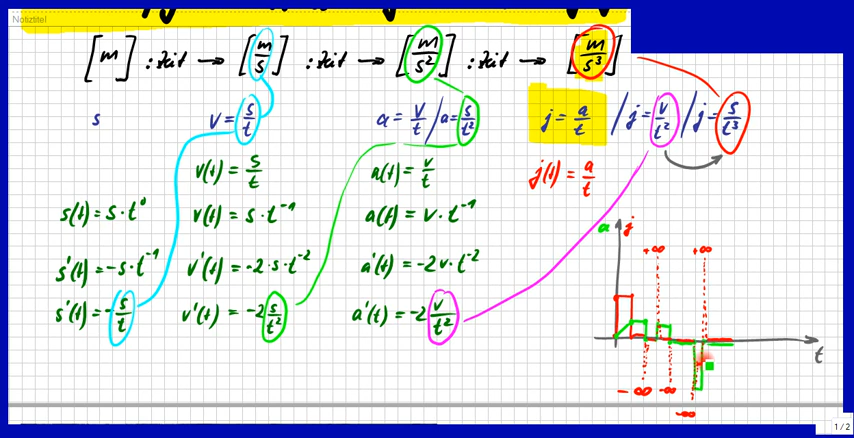 Notiztitel
[m] :Zeit → [m/s] :Zeit → [m/s²] :Zeit → [m/s³]
s v = s/t a = v/t / a = s/t² j = a/t / j = v/t² / j = s/t³
v(t) = s/t a(t) = v/t j(t) = a/t
s(t) = s·t⁰ v(t) = s·t⁻¹ a(t) = v·t⁻¹
s'(t) = -s·t⁻¹ v'(t) = -2·s·t⁻² a'(t) = -2v·t⁻²
s'(t) = -s/t v'(t) = -2 s/t² a'(t) = -2 v/t²
a j
+∞ +∞
t
-∞ -∞
-∞
1 / 2